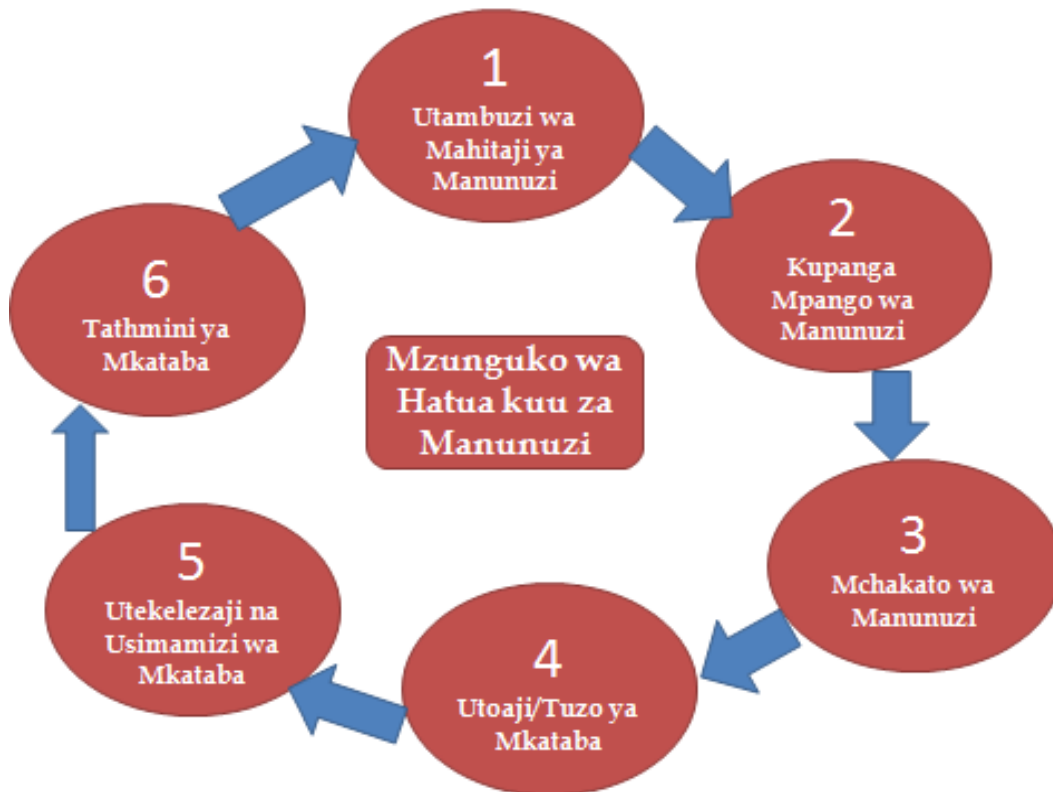 1
Utambuzi wa
Mahitaji ya
Manunuzi
2
Kupanga
Mpango wa
Manunuzi
3
Mchakato wa
Manunuzi
4
Utoaji/Tuzo ya
Mkataba
5
Utekelezaji na
Usimamizi wa
Mkataba
6
Tathmini ya
Mkataba
Mzunguko wa
Hatua kuu za
Manunuzi